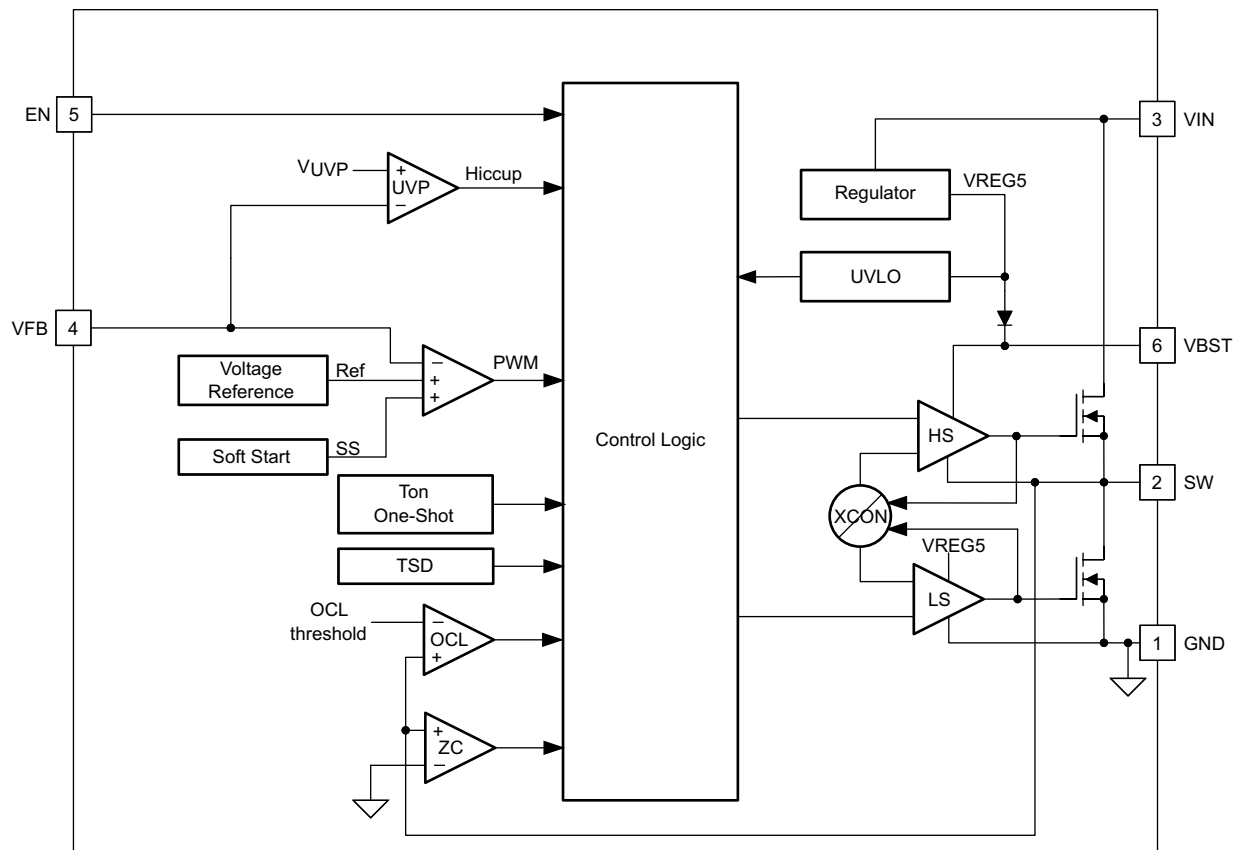 EN
5
VUVP
+
UVP
−
Hiccup
VFB
4
Voltage
Reference
Ref
−
+
+
PWM
Soft Start
SS
Ton
One-Shot
TSD
OCL
threshold
−
OCL
+
+
ZC
−
Control Logic
3
VIN
Regulator
VREG5
UVLO
6
VBST
HS
2
SW
XCON
VREG5
LS
1
GND